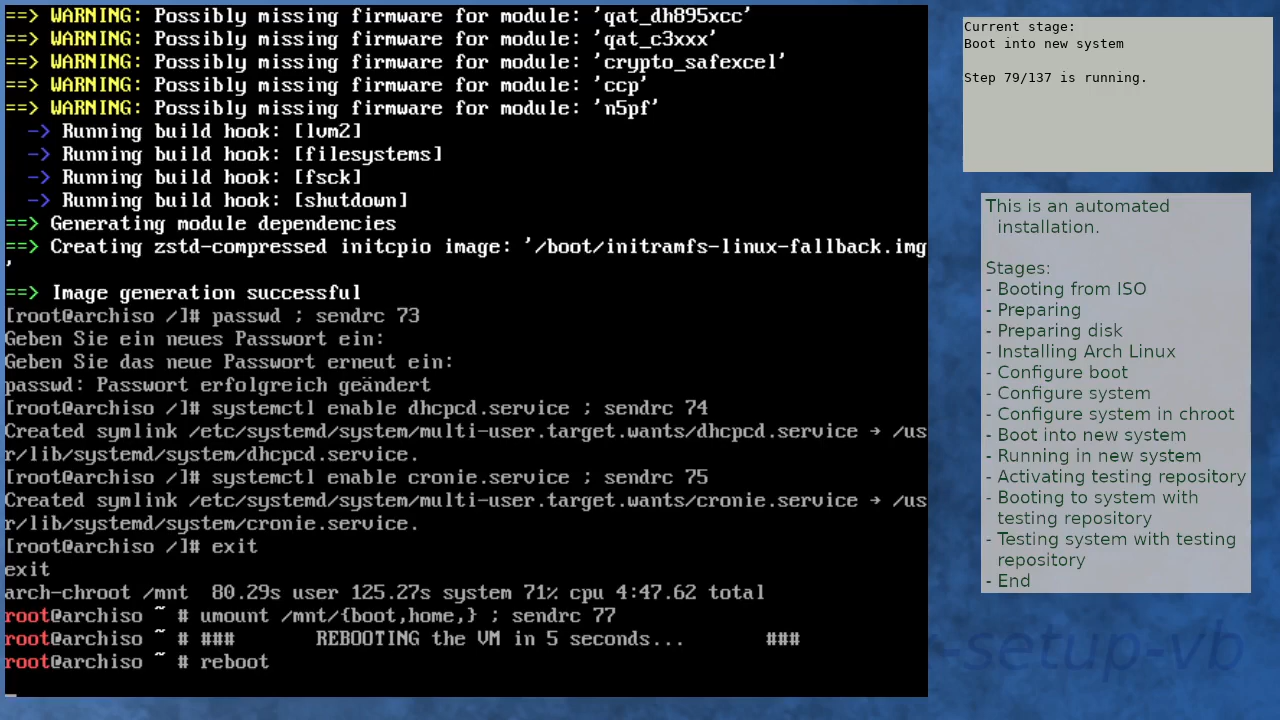 ==> WARNING: Possibly missing firmware for module: 'qat_dh895xcc'
==> WARNING: Possibly missing firmware for module: 'qat_c3xxx'
==> WARNING: Possibly missing firmware for module: 'crypto_safexcel'
==> WARNING: Possibly missing firmware for module: 'ccp'
==> WARNING: Possibly missing firmware for module: 'n5pf'
-> Running build hook: [lvm2]
-> Running build hook: [filesystems]
-> Running build hook: [fsck]
-> Running build hook: [shutdown]
==> Generating module dependencies
==> Creating zstd-compressed initcpio image: '/boot/initramfs-linux-fallback.img
'
==> Image generation successful
[root@archiso /]# passwd ; sendrc 73
Geben Sie ein neues Passwort ein:
Geben Sie das neue Passwort erneut ein:
passwd: Passwort erfolgreich geändert
[root@archiso /]# systemctl enable dhcpcd.service ; sendrc 74
Created symlink /etc/systemd/system/multi-user.target.wants/dhcpcd.service → /us
r/lib/systemd/system/dhcpcd.service.
[root@archiso /]# systemctl enable cronie.service ; sendrc 75
Created symlink /etc/systemd/system/multi-user.target.wants/cronie.service → /us
r/lib/systemd/system/cronie.service.
[root@archiso /]# exit
exit
arch-chroot /mnt  80.29s user 125.27s system 71% cpu 4:47.62 total
root@archiso ~ # umount /mnt/{boot,home,} ; sendrc 77
root@archiso ~ # ###       REBOOTING the VM in 5 seconds...       ###
root@archiso ~ # reboot
Current stage:
Boot into new system
Step 79/137 is running.
This is an automated
installation.
Stages:
- Booting from ISO
- Preparing
- Preparing disk
- Installing Arch Linux
- Configure boot
- Configure system
- Configure system in chroot
- Boot into new system
- Running in new system
- Activating testing repository
- Booting to system with
testing repository
- Testing system with testing
repository
- End
-setup-vb